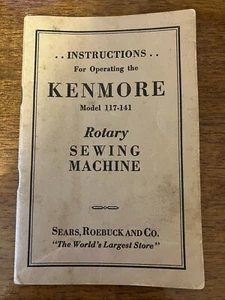 ..INSTRUCTIONS..
For Operating the
KENMORE
Model 117-141
Rotary
SEWING
MACHINE
SEARS, ROEBUCK AND CO.
"The World's Largest Store"